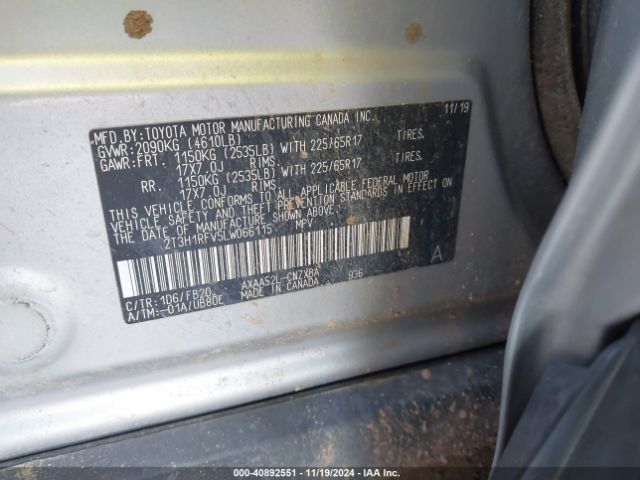 MFD. BY: TOYOTA MOTOR MANUFACTURING CANADA INC. 11/19
GVWR: 2090KG (4610LB)
GAWR: FRT. 1150KG (2535LB) WITH 225/65R17 TIRES,
17X7.0J RIMS,
RR. 1150KG (2535LB) WITH 225/65R17 TIRES,
17X7.0J RIMS,
THIS VEHICLE CONFORMS TO ALL APPLICABLE FEDERAL MOTOR
VEHICLE SAFETY, BUMPER, AND THEFT PREVENTION STANDARDS IN EFFECT ON
THE DATE OF MANUFACTURE SHOWN ABOVE.
2T3H1RFV5LW066115 MPV
A
C/TR: 1D6/FB20 AXAA52L-CNZXBA 936
A/TM: -01A/UB80E MADE IN CANADA
000-40892551 - 11/19/2024 - IAA Inc.